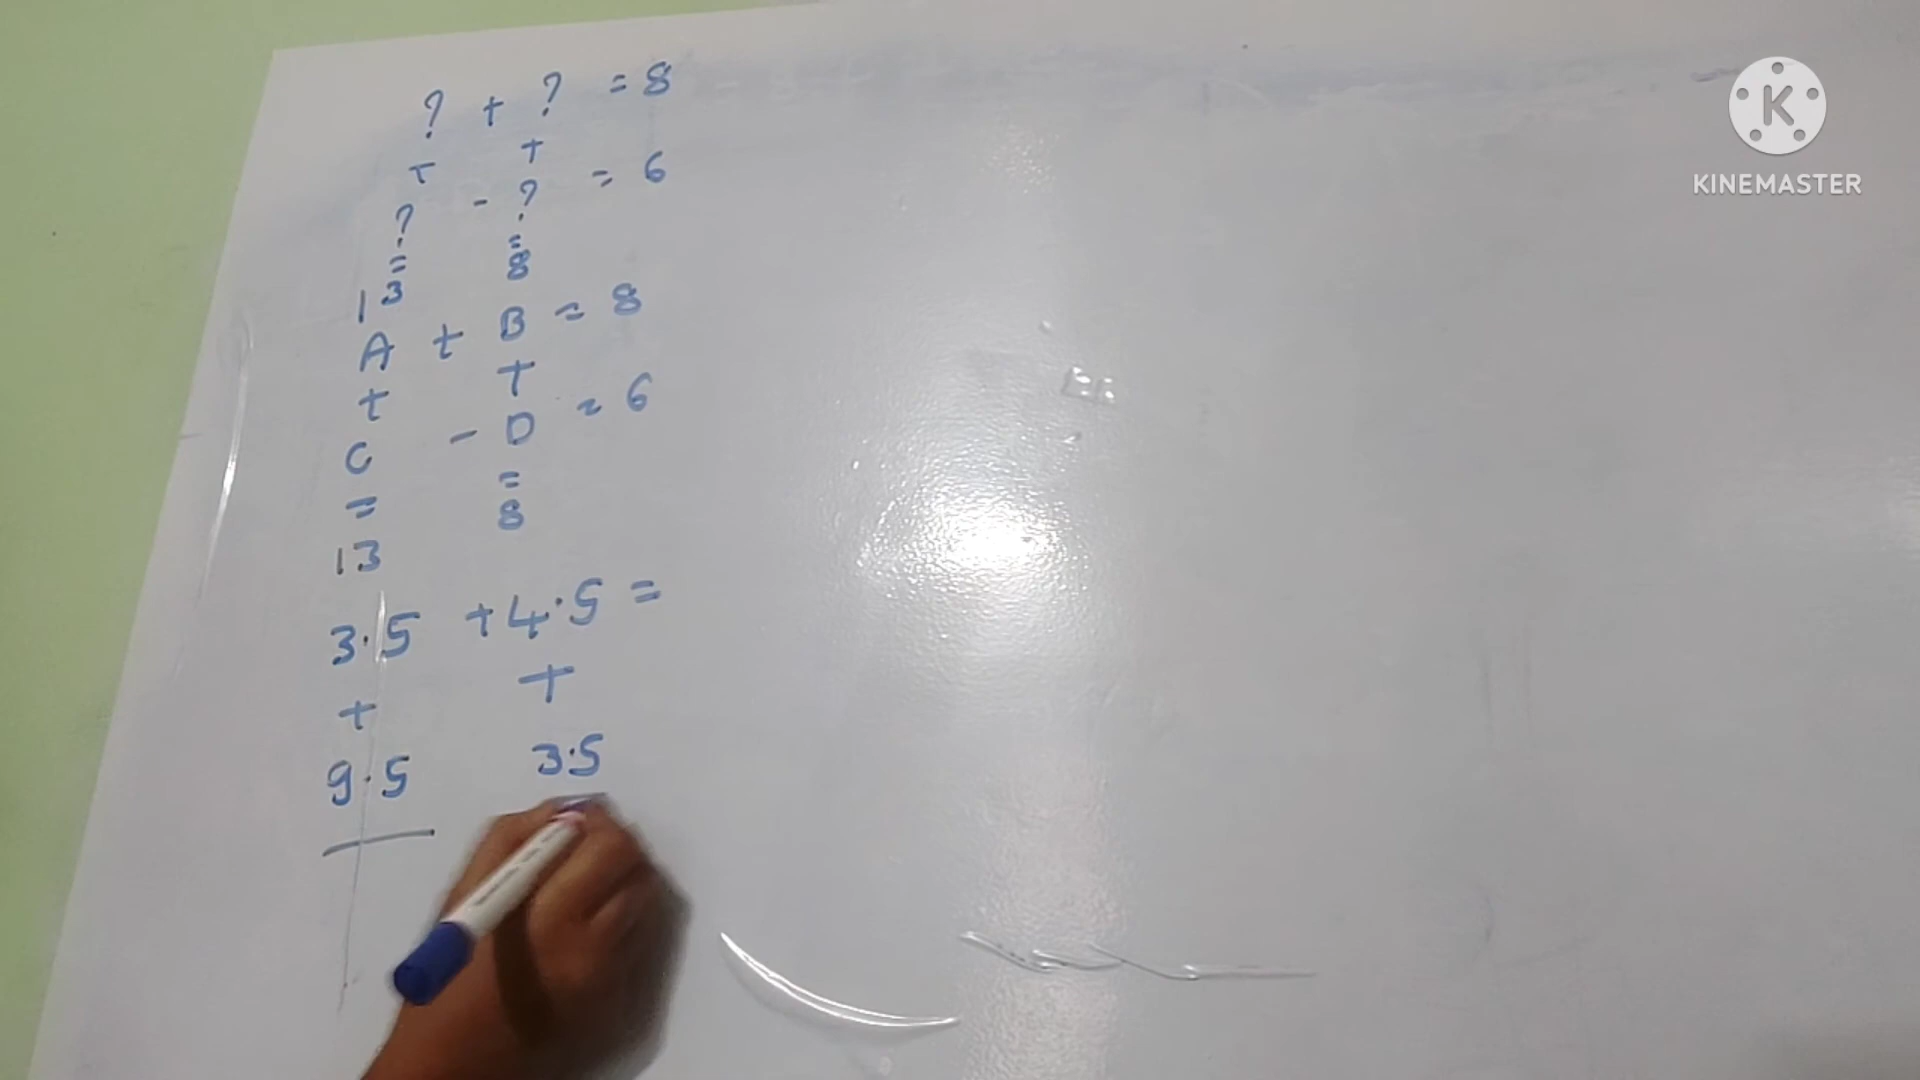 ? + ? = 8
+ +
? - ? = 6
= =
13 8
A + B = 8
+ +
C - D = 6
= =
13 8
3.5 + 4.5 =
+ +
9.5 3.5
K
KINEMASTER